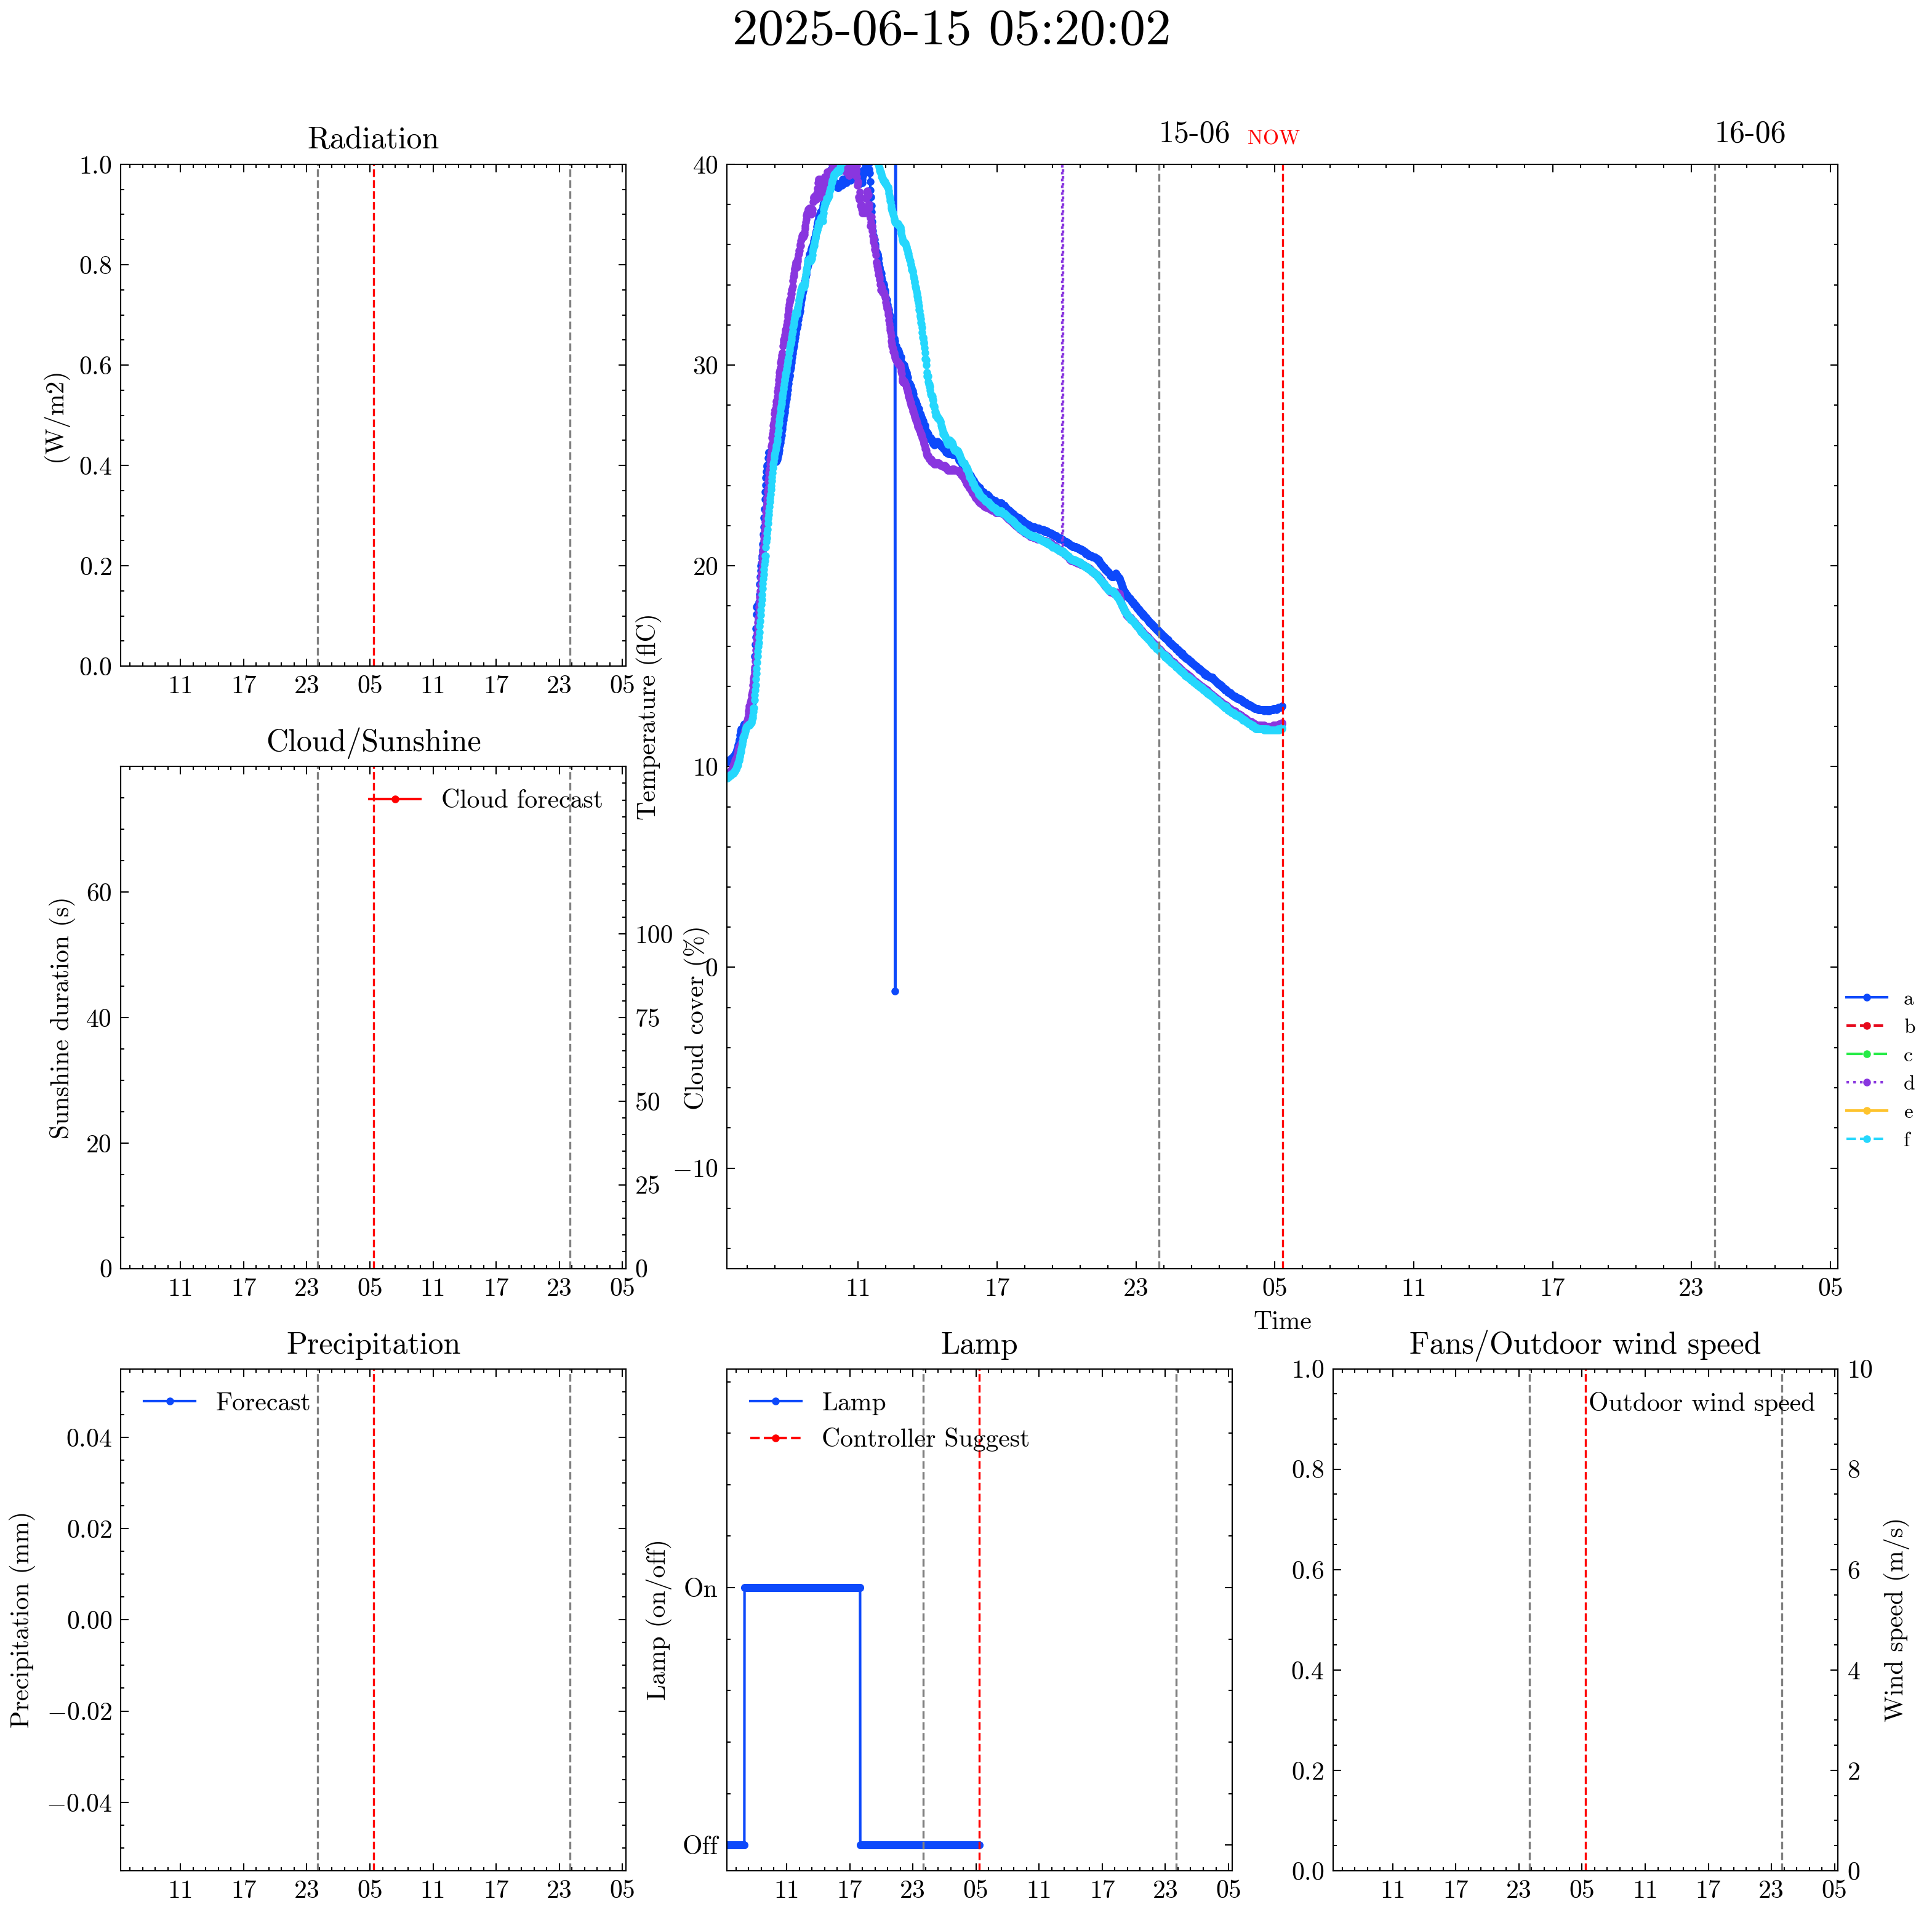 2025-06-15 05:20:02
Radiation
(W/m2)
1.0
0.8
0.6
0.4
0.2
0.0
11 17 23 05 11 17 23 05
15-06 NOW 16-06
Temperature (flC)
40
30
20
10
0
−10
11 17 23 05 11 17 23 05
Time
a
b
c
d
e
f
Cloud/Sunshine
Cloud forecast
Sunshine duration (s)
60
40
20
0
Cloud cover (%)
100
75
50
25
0
11 17 23 05 11 17 23 05
Precipitation
Forecast
Precipitation (mm)
0.04
0.02
0.00
−0.02
−0.04
11 17 23 05 11 17 23 05
Lamp
Lamp
Controller Suggest
Lamp (on/off)
On
Off
11 17 23 05 11 17 23 05
Fans/Outdoor wind speed
Outdoor wind speed
1.0
0.8
0.6
0.4
0.2
0.0
10
8
6
4
2
0
Wind speed (m/s)
11 17 23 05 11 17 23 05